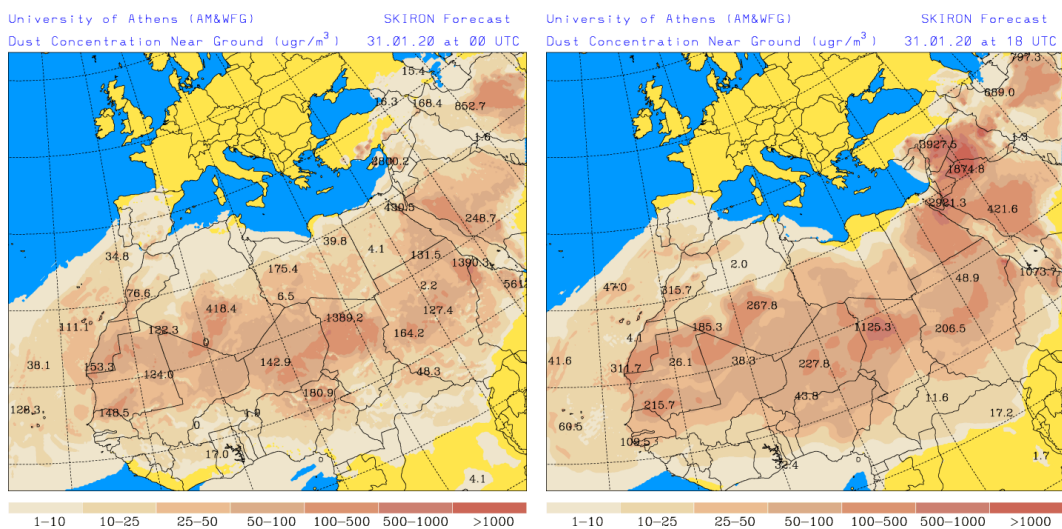 University of Athens (AM&WFG) SKIRON Forecast
Dust Concentration Near Ground (ugr/m³) 31.01.20 at 00 UTC
15.4
16.3 168.4 852.7
1.6
3800.2
430.5 248.7
39.8 4.1
34.8 175.4 131.5 1390.3
76.6 6.5 2.2 561
418.4 127.4
111.1 122.3 0 1389.2 164.2
38.1 153.3 124.0 142.9 48.3
180.9
128.3 148.5 0 1.9
17.0 4.1
1-10 10-25 25-50 50-100 100-500 500-1000 >1000
University of Athens (AM&WFG) SKIRON Forecast
Dust Concentration Near Ground (ugr/m³) 31.01.20 at 18 UTC
797.3
689.0
3927.5 1.3
1874.8
2921.3 421.6
2.0 1073.7
47.0 315.7 48.9
267.8
4.1 185.3 1125.3 206.5
41.6 311.7 26.1 38.3 227.8
215.7 43.8 11.6
60.5 17.2
109.5
32.4 1.7
1-10 10-25 25-50 50-100 100-500 500-1000 >1000